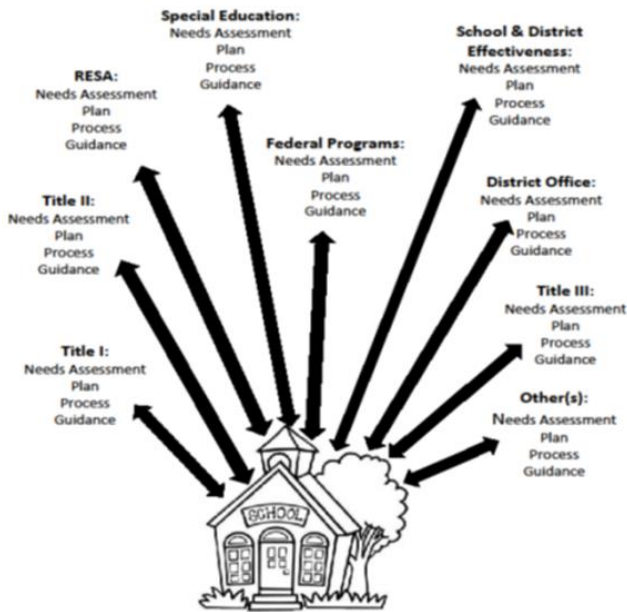 Special Education:
Needs Assessment
Plan
Process
Guidance
School & District
Effectiveness:
Needs Assessment
Plan
Process
Guidance
RESA:
Needs Assessment
Plan
Process
Guidance
Federal Programs:
Needs Assessment
Plan
Process
Guidance
District Office:
Needs Assessment
Plan
Process
Guidance
Title II:
Needs Assessment
Plan
Process
Guidance
Title III:
Needs Assessment
Plan
Process
Guidance
Title I:
Needs Assessment
Plan
Process
Guidance
Other(s):
Needs Assessment
Plan
Process
Guidance
SCHOOL